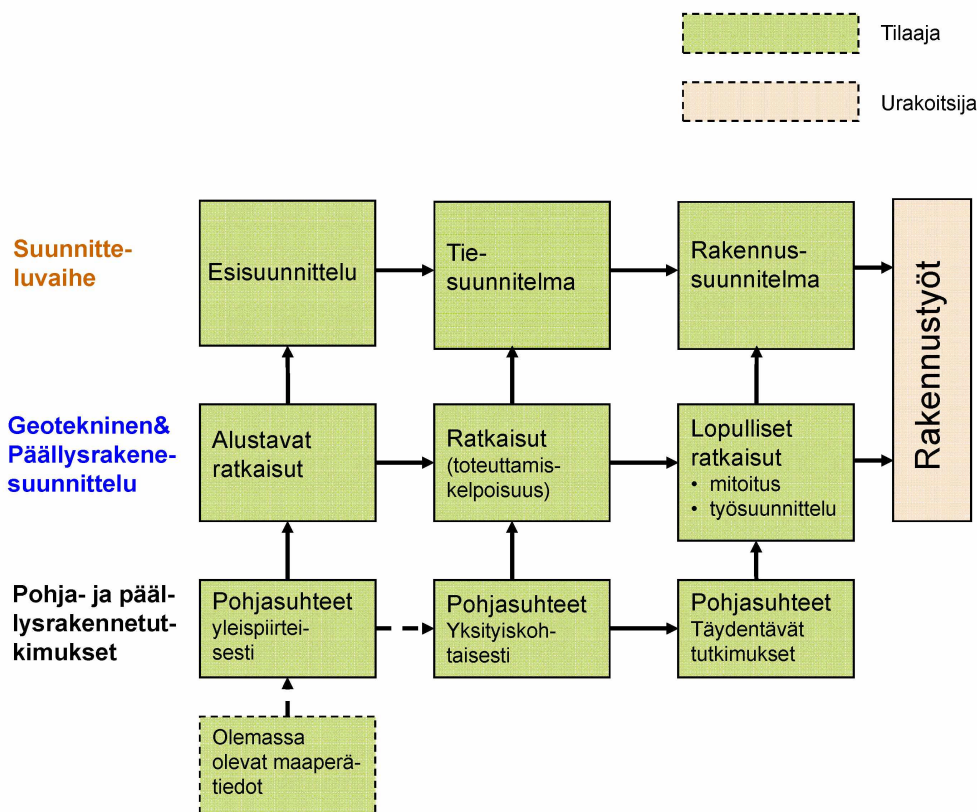 Tilaaja
Urakoitsija
Suunnitte-
luvaihe
Esisuunnittelu
Tie-
suunnitelma
Rakennus-
suunnitelma
Rakennustyöt
Geotekninen&
Päällysrakene-
suunnittelu
Alustavat
ratkaisut
Ratkaisut
(toteuttamis-
kelpoisuus)
Lopulliset
ratkaisut
• mitoitus
• työsuunnittelu
Pohja- ja pääl-
lysrakennetut-
kimukset
Pohjasuhteet
yleispiirtei-
sesti
Pohjasuhteet
Yksityiskoh-
taisesti
Pohjasuhteet
Täydentävät
tutkimukset
Olemassa
olevat maaperä-
tiedot